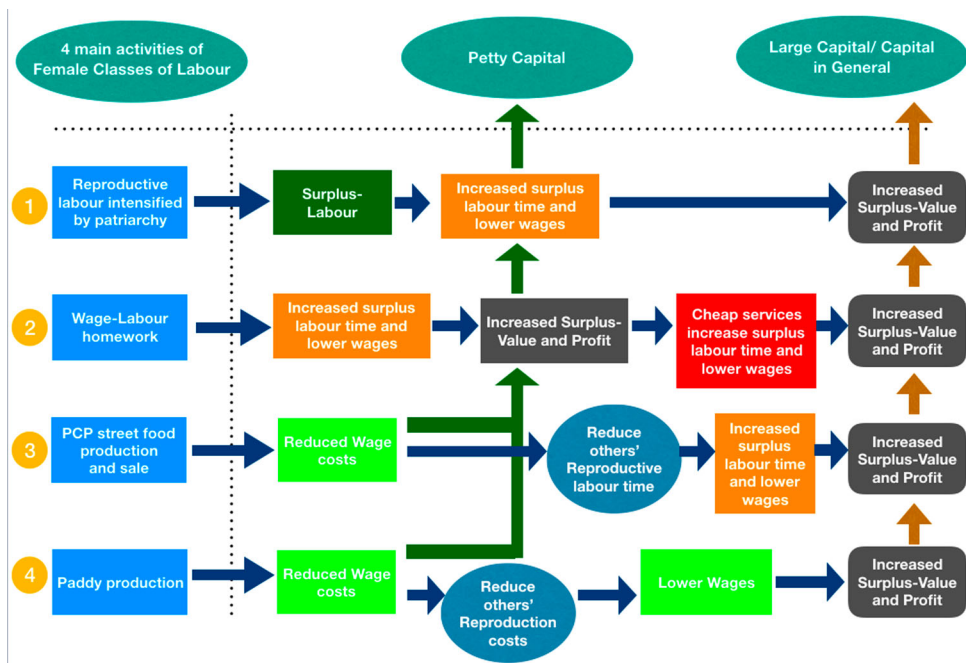 4 main activities of
Female Classes of Labour
Petty Capital
Large Capital/ Capital
in General
1
Reproductive
labour intensified
by patriarchy
Surplus-
Labour
Increased surplus
labour time and
lower wages
Increased
Surplus-Value
and Profit
2
Wage-Labour
homework
Increased surplus
labour time and
lower wages
Increased Surplus-
Value and Profit
Cheap services
increase surplus
labour time and
lower wages
Increased
Surplus-Value
and Profit
3
PCP street food
production
and sale
Reduced Wage
costs
Reduce
others’
Reproductive
labour time
Increased
surplus
labour time
and lower
wages
Increased
Surplus-Value
and Profit
4
Paddy production
Reduced Wage
costs
Reduce
others’
Reproduction
costs
Lower Wages
Increased
Surplus-Value
and Profit